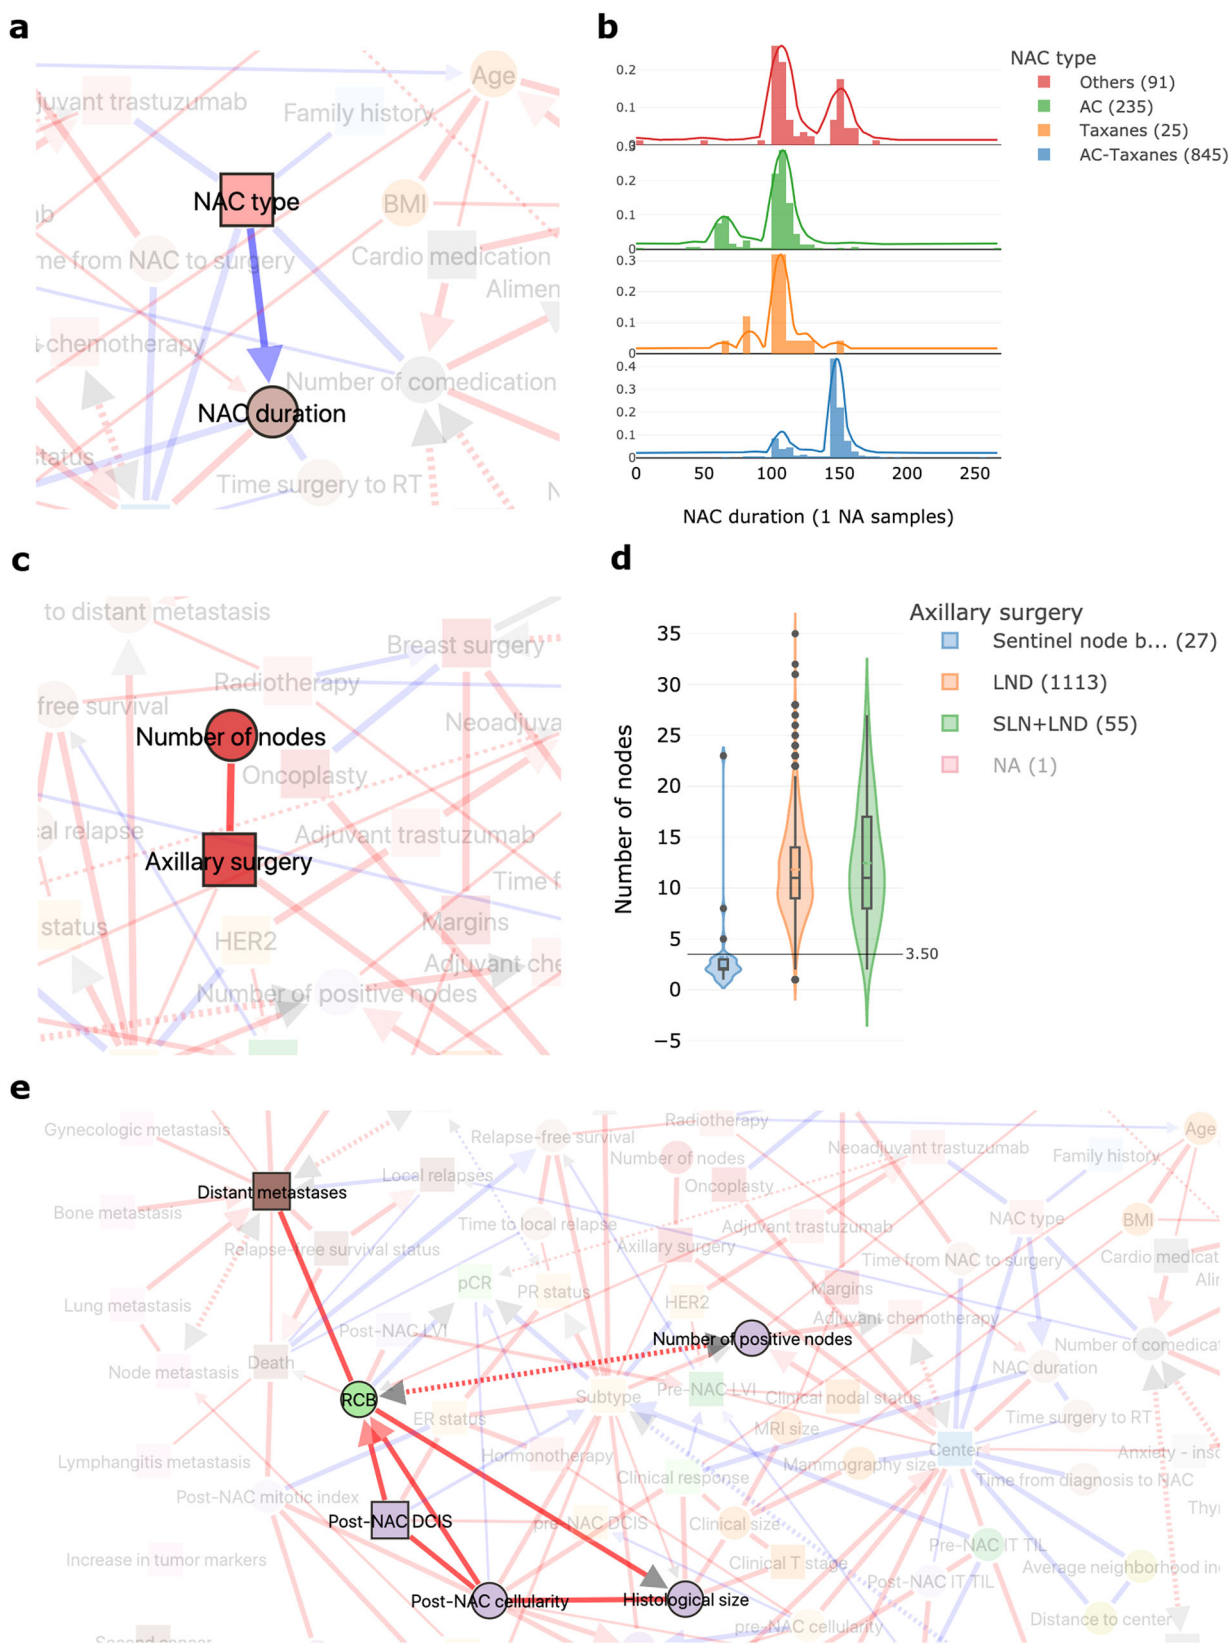 a
Age
juvant trastuzumab
Family history
NAC type
BMI
ab
me from NAC to surgery
Cardio medication
Alimen
chemotherapy
Number of comedication
NAC duration
status
Time surgery to RT
N
b
NAC type
Others (91)
AC (235)
Taxanes (25)
AC-Taxanes (845)
0.2
0.1
0
0.3
0.2
0.1
0
0.3
0.2
0.1
0
0.4
0.3
0.2
0.1
0
0 50 100 150 200 250
NAC duration (1 NA samples)
c
to distant metastasis
Breast surgery
Radiotherapy
free survival
Neoadjuva
Number of nodes
Oncoplasty
al relapse
Adjuvant trastuzumab
Axillary surgery
Time f
status
HER2
Margins
Adjuvant che
Number of positive nodes
d
Axillary surgery
Sentinel node b... (27)
LND (1113)
SLN+LND (55)
NA (1)
Number of nodes
35
30
25
20
15
10
5
0
−5
3.50
e
Gynecologic metastasis
Relapse-free survival
Radiotherapy
Age
Number of nodes
Neoadjuvant trastuzumab
Family history
Local relapses
Distant metastases
Oncoplasty
Bone metastasis
Time to local relapse
Adjuvant trastuzumab
NAC type
BMI
Relapse-free survival status
Axillary surgery
Time from NAC to surgery
Cardio medicat
pCR
PR status
Margins
Alir
Lung metastasis
HER2
Adjuvant chemotherapy
Post-NAC LVI
Number of positive nodes
Number of comedica
Node metastasis
Death
NAC duration
RCB
Subtype
Pre-NAC LVI
Clinical nodal status
ER status
MRI size
Time surgery to RT
Lymphangitis metastasis
Hormonotherapy
Center
Anxiety - inso
Clinical response
Mammography size
Time from diagnosis to NAC
Post-NAC mitotic index
Post-NAC DCIS
pre-NAC DCIS
Clinical size
Thy
Pre-NAC IT TIL
Increase in tumor markers
Clinical T stage
Average neighborhood in
Post-NAC IT TIL
Post-NAC cellularity
Histological size
pre-NAC cellularity
Distance to center
Second cancer